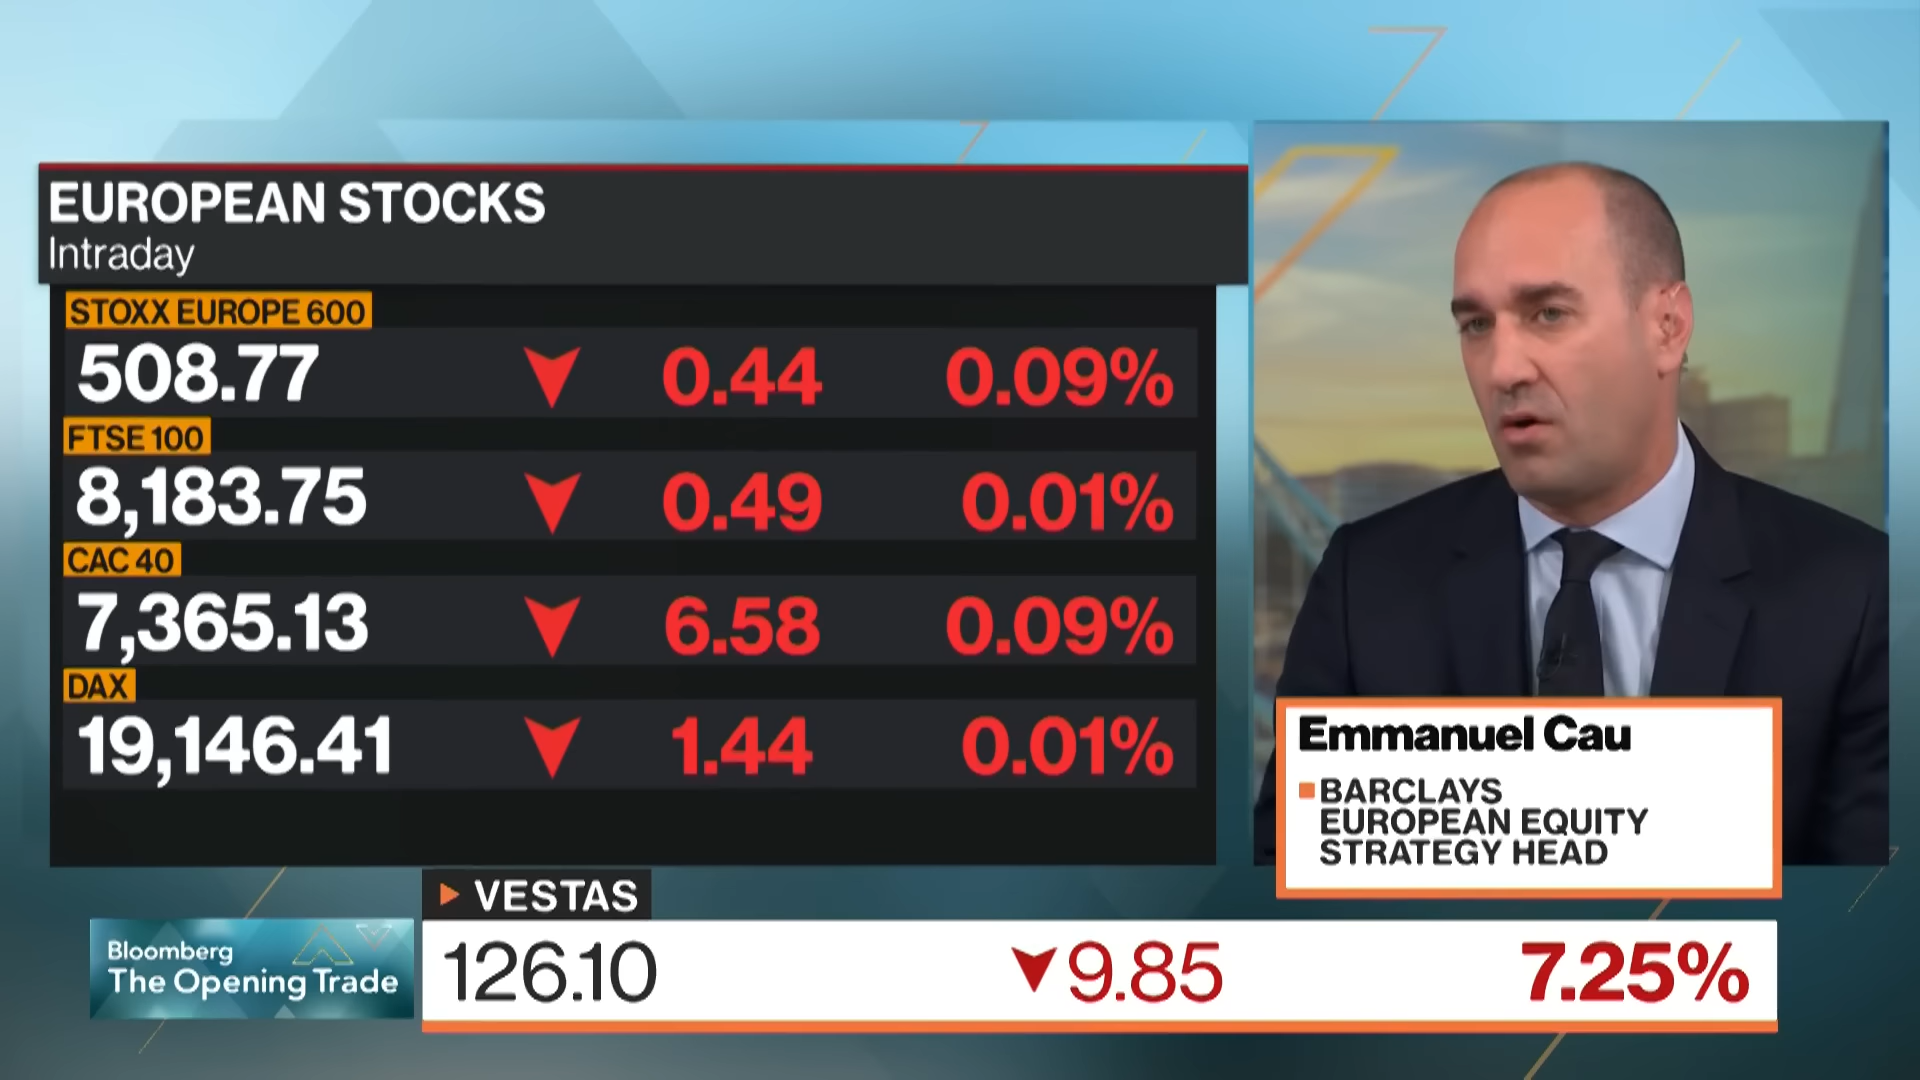 EUROPEAN STOCKS
Intraday
STOXX EUROPE 600
508.77 ▼ 0.44 0.09%
FTSE 100
8,183.75 ▼ 0.49 0.01%
CAC 40
7,365.13 ▼ 6.58 0.09%
DAX
19,146.41 ▼ 1.44 0.01%
Emmanuel Cau
BARCLAYS
EUROPEAN EQUITY
STRATEGY HEAD
VESTAS
126.10 ▼ 9.85 7.25%
Bloomberg
The Opening Trade